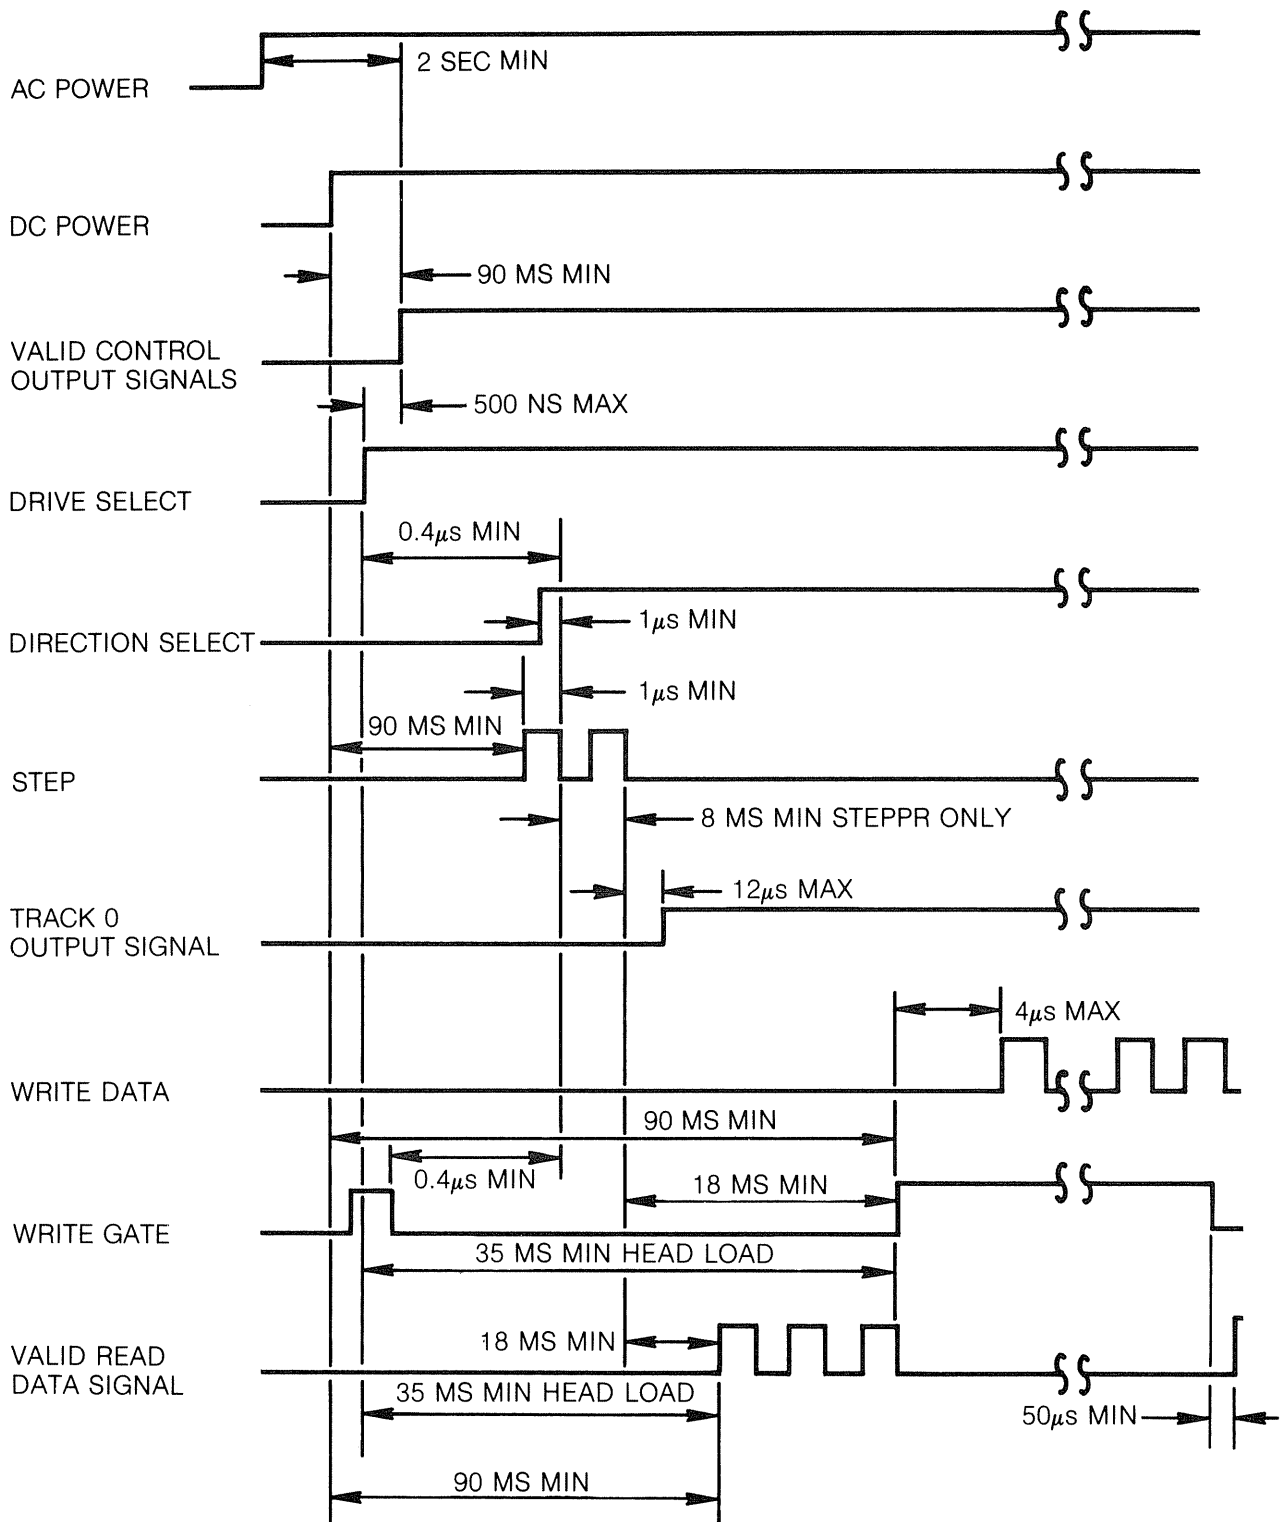 2 SEC MIN
AC POWER
DC POWER
90 MS MIN
VALID CONTROL
OUTPUT SIGNALS
500 NS MAX
DRIVE SELECT
0.4μs MIN
1μs MIN
DIRECTION SELECT
1μs MIN
90 MS MIN
STEP
8 MS MIN STEPPR ONLY
12μs MAX
TRACK 0
OUTPUT SIGNAL
4μs MAX
WRITE DATA
90 MS MIN
0.4μs MIN
18 MS MIN
WRITE GATE
35 MS MIN HEAD LOAD
18 MS MIN
VALID READ
DATA SIGNAL
35 MS MIN HEAD LOAD
50μs MIN
90 MS MIN